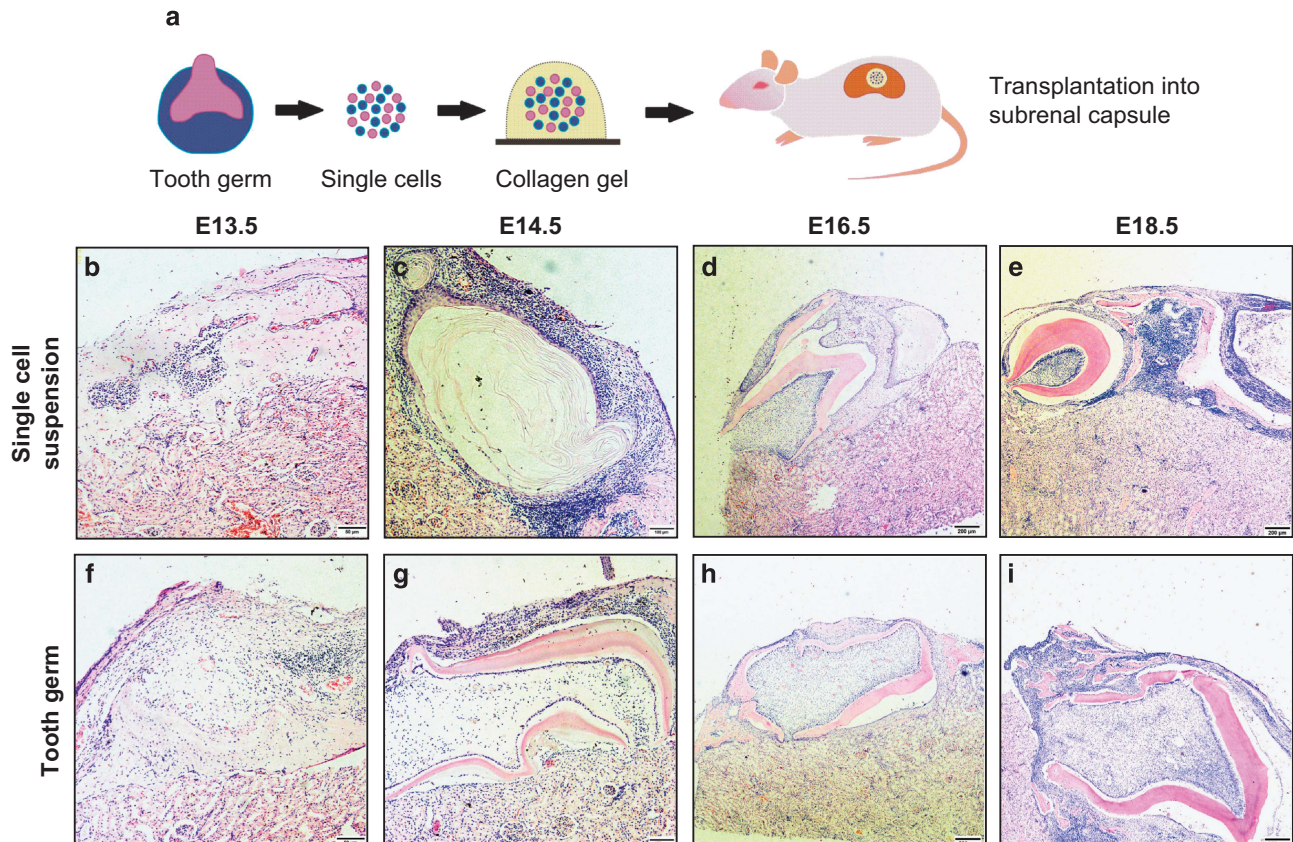 a
Transplantation into
subrenal capsule
Tooth germ
Single cells
Collagen gel
E13.5
E14.5
E16.5
E18.5
Single cell
suspension
b
c
d
e
50 µm
100 µm
200 µm
200 µm
Tooth germ
f
g
h
i